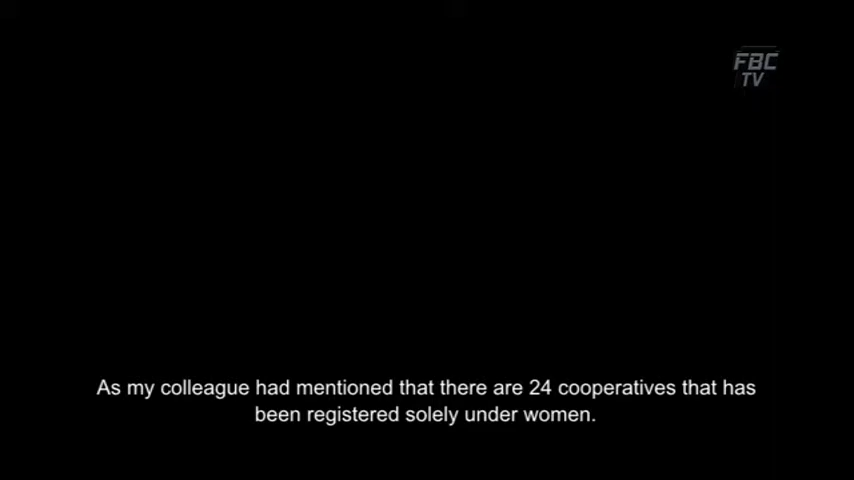 FBC
TV
As my colleague had mentioned that there are 24 cooperatives that has
been registered solely under women.